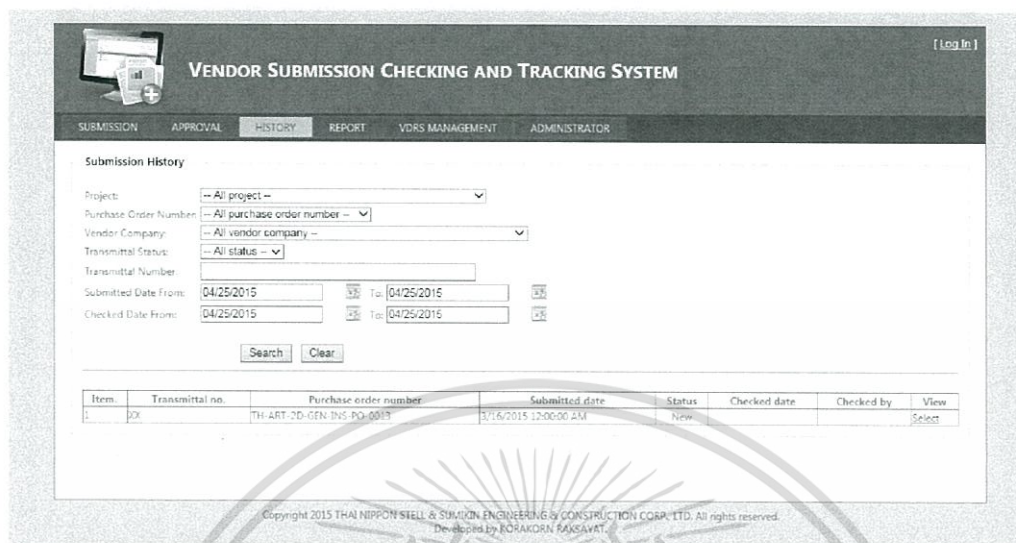 [ Log In ]
VENDOR SUBMISSION CHECKING AND TRACKING SYSTEM
SUBMISSION APPROVAL HISTORY REPORT VDRS MANAGEMENT ADMINISTRATOR
Submission History
Project: -- All project --
Purchase Order Number: -- All purchase order number --
Vendor Company: -- All vendor company --
Transmittal Status: -- All status --
Transmittal Number:
Submitted Date From: 04/25/2015 To: 04/25/2015
Checked Date From: 04/25/2015 To: 04/25/2015
Search Clear
Item. Transmittal no. Purchase order number Submitted date Status Checked date Checked by View
1 XX TH-ART-2D-GEN-INS-PO-0013 3/16/2015 12:00:00 AM New Select
Copyright 2015 THAI NIPPON STELL & SUMIKIN ENGINEERING & CONSTRUCTION CORP., LTD. All rights reserved.
Developed by KORAKORN RAKSAYAT.